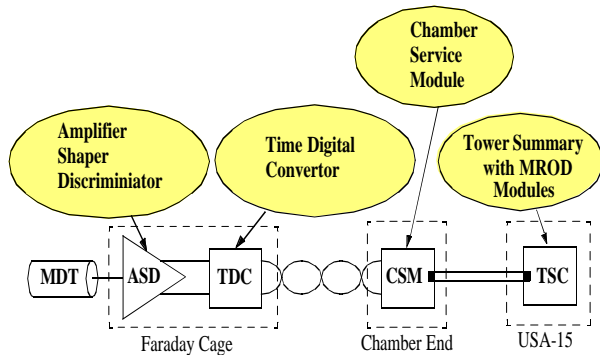 Chamber
Service
Module
Amplifier
Shaper
Discriminiator
Time Digital
Convertor
Tower Summary
with MROD
Modules
MDT
ASD
TDC
CSM
TSC
Faraday Cage
Chamber End
USA-15